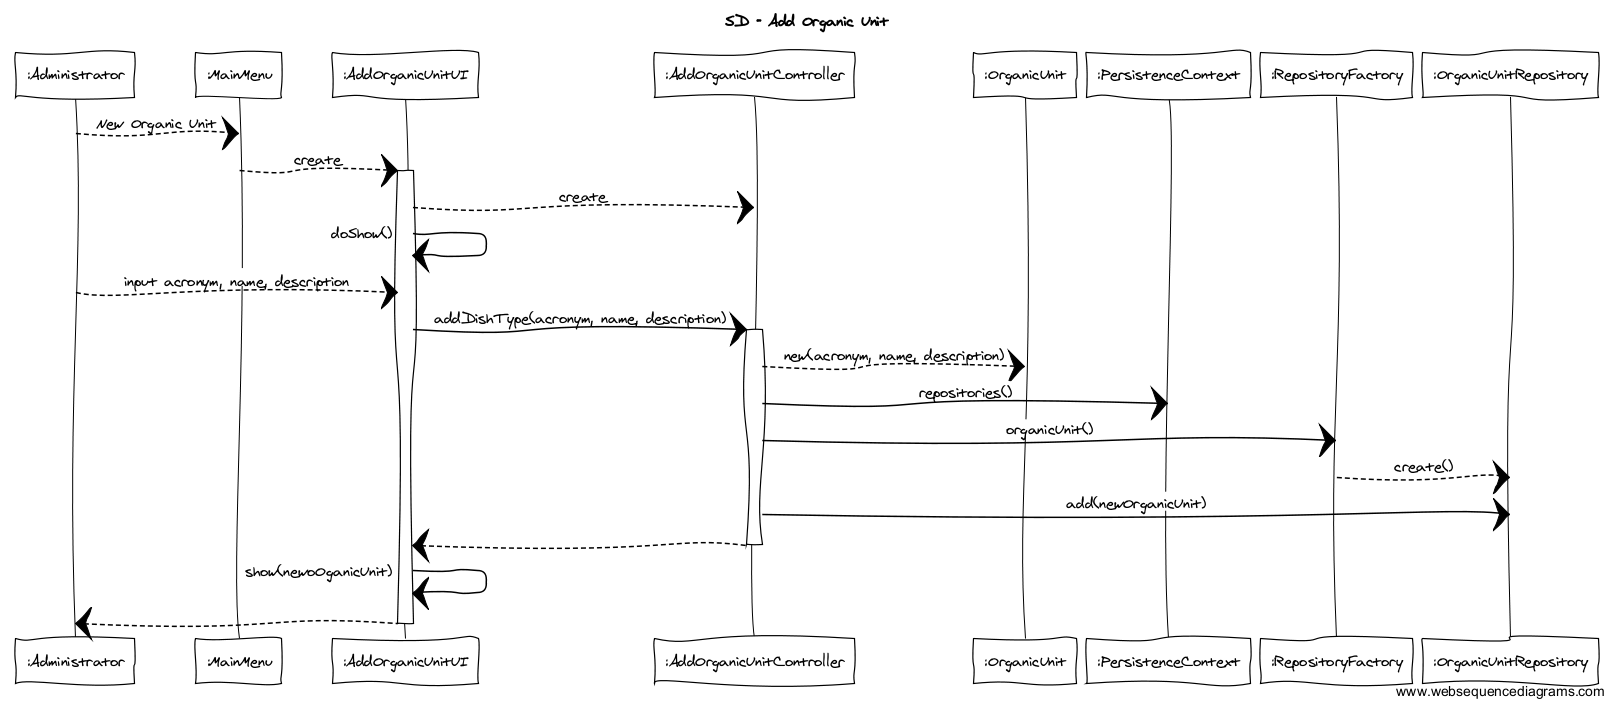 SD - Add Organic Unit
:Administrator
:MainMenu
:AddOrganicUnitUI
:AddOrganicUnitController
:OrganicUnit
:PersistenceContext
:RepositoryFactory
:OrganicUnitRepository
New Organic Unit
create
create
doShow()
input acronym, name, description
addDishType(acronym, name, description)
new(acronym, name, description)
repositories()
organicUnit()
create()
add(newOrganicUnit)
show(newoOganicUnit)
:Administrator
:MainMenu
:AddOrganicUnitUI
:AddOrganicUnitController
:OrganicUnit
:PersistenceContext
:RepositoryFactory
:OrganicUnitRepository
www.websequencediagrams.com